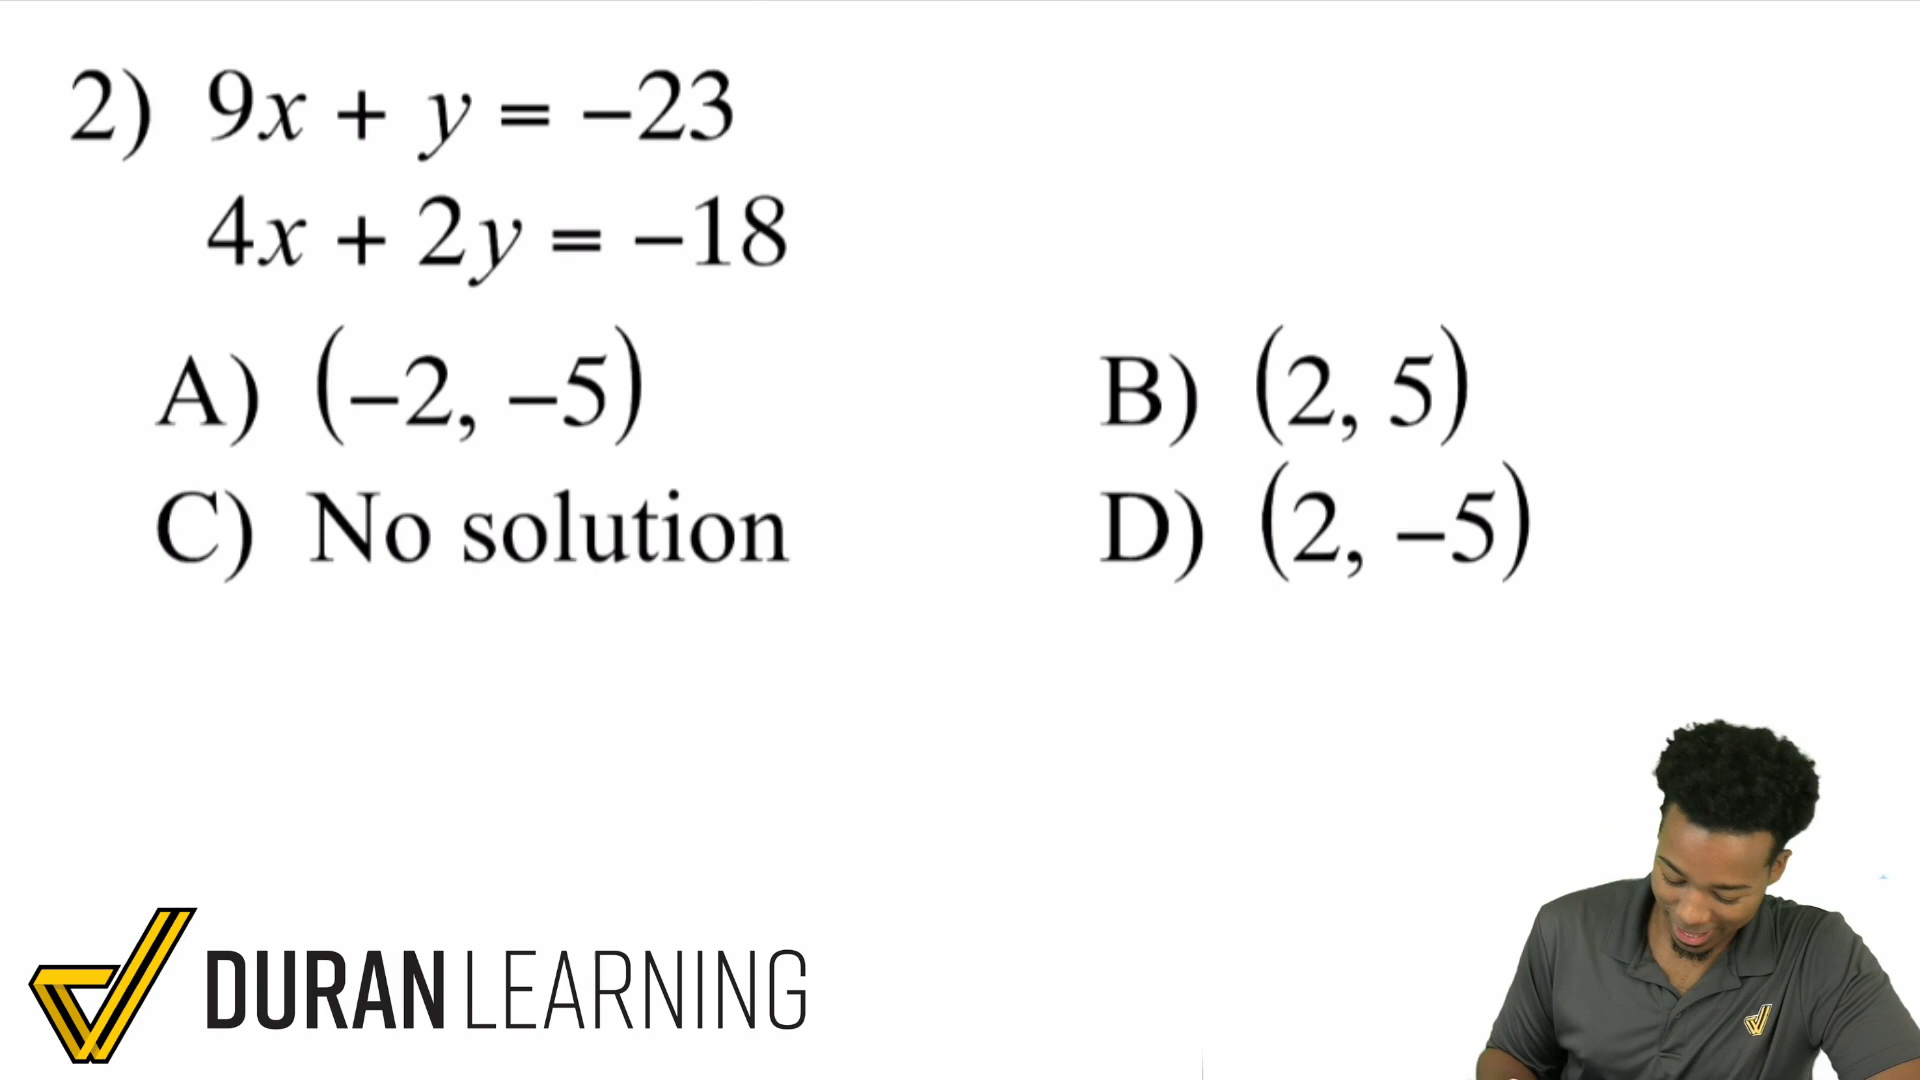 2) 9x + y = −23
4x + 2y = −18
A) (−2, −5) B) (2, 5)
C) No solution D) (2, −5)
DURAN LEARNING